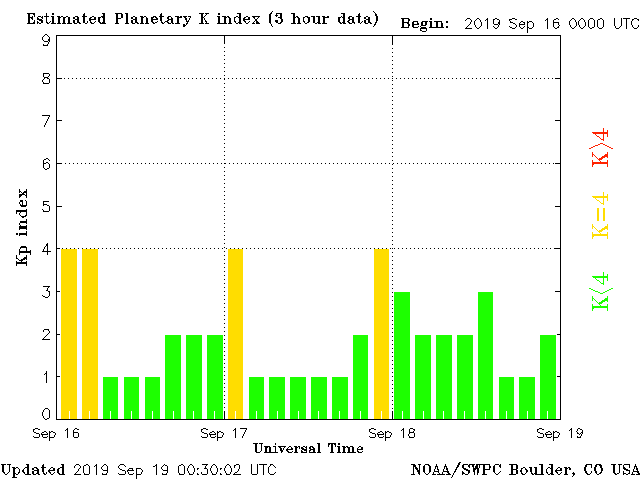 Estimated Planetary K index (3 hour data) Begin: 2019 Sep 16 0000 UTC
9
8
7
6
5
4
3
2
1
0
Kp index
K>4
K=4
K<4
Sep 16 Sep 17 Sep 18 Sep 19
Universal Time
Updated 2019 Sep 19 00:30:02 UTC NOAA/SWPC Boulder, CO USA